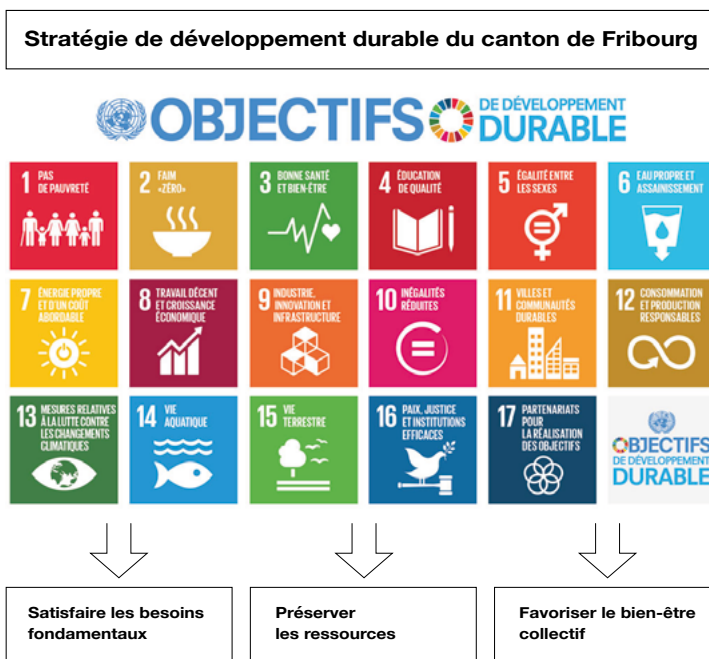 Stratégie de développement durable du canton de Fribourg
OBJECTIFS
DE DÉVELOPPEMENT
DURABLE
1 PAS
DE PAUVRETÉ
2 FAIM
«ZÉRO»
3 BONNE SANTÉ
ET BIEN-ÊTRE
4 ÉDUCATION
DE QUALITÉ
5 ÉGALITÉ ENTRE
LES SEXES
6 EAU PROPRE ET
ASSAINISSEMENT
7 ÉNERGIE PROPRE
ET D'UN COÛT
ABORDABLE
8 TRAVAIL DÉCENT
ET CROISSANCE
ÉCONOMIQUE
9 INDUSTRIE,
INNOVATION ET
INFRASTRUCTURE
10 INÉGALITÉS
RÉDUITES
11 VILLES ET
COMMUNAUTÉS
DURABLES
12 CONSOMMATION
ET PRODUCTION
RESPONSABLES
13 MESURES RELATIVES
À LA LUTTE CONTRE
LES CHANGEMENTS
CLIMATIQUES
14 VIE
AQUATIQUE
15 VIE
TERRESTRE
16 PAIX, JUSTICE
ET INSTITUTIONS
EFFICACES
17 PARTENARIATS
POUR
LA RÉALISATION
DES OBJECTIFS
OBJECTIFS
DE DÉVELOPPEMENT
DURABLE
Satisfaire les besoins
fondamentaux
Préserver
les ressources
Favoriser le bien-être
collectif